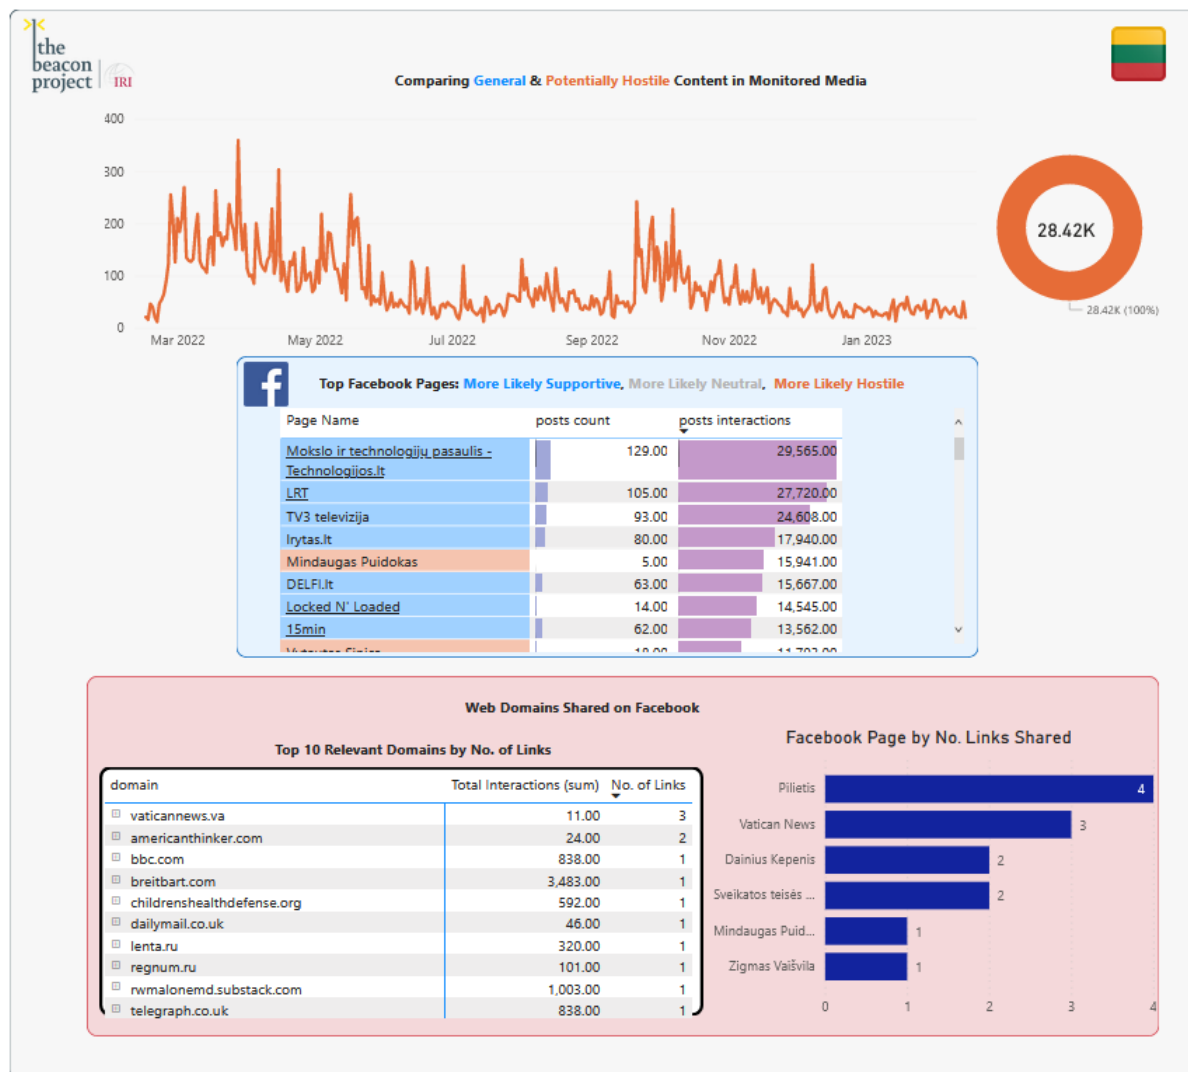 the
beacon
project
IRI
Comparing General & Potentially Hostile Content in Monitored Media
400
300
200
100
0
Mar 2022 May 2022 Jul 2022 Sep 2022 Nov 2022 Jan 2023
28.42K
28.42K (100%)
Top Facebook Pages: More Likely Supportive, More Likely Neutral, More Likely Hostile
Page Name posts count posts interactions
Mokslo ir technologijų pasaulis -
Technologijos.lt 129.00 29,565.00
LRT 105.00 27,720.00
TV3 televizija 93.00 24,608.00
lrytas.lt 80.00 17,940.00
Mindaugas Puidokas 5.00 15,941.00
DELFI.lt 63.00 15,667.00
Locked N' Loaded 14.00 14,545.00
15min 62.00 13,562.00
Web Domains Shared on Facebook
Top 10 Relevant Domains by No. of Links
domain Total Interactions (sum) No. of Links
vaticannews.va 11.00 3
americanthinker.com 24.00 2
bbc.com 838.00 1
breitbart.com 3,483.00 1
childrenshealthdefense.org 592.00 1
dailymail.co.uk 46.00 1
lenta.ru 320.00 1
regnum.ru 101.00 1
rwmalonemd.substack.com 1,003.00 1
telegraph.co.uk 838.00 1
Facebook Page by No. Links Shared
Pilietis 4
Vatican News 3
Dainius Kepenis 2
Sveikatos teisės ... 2
Mindaugas Puid... 1
Zigmas Vaišvila 1
0 1 2 3 4